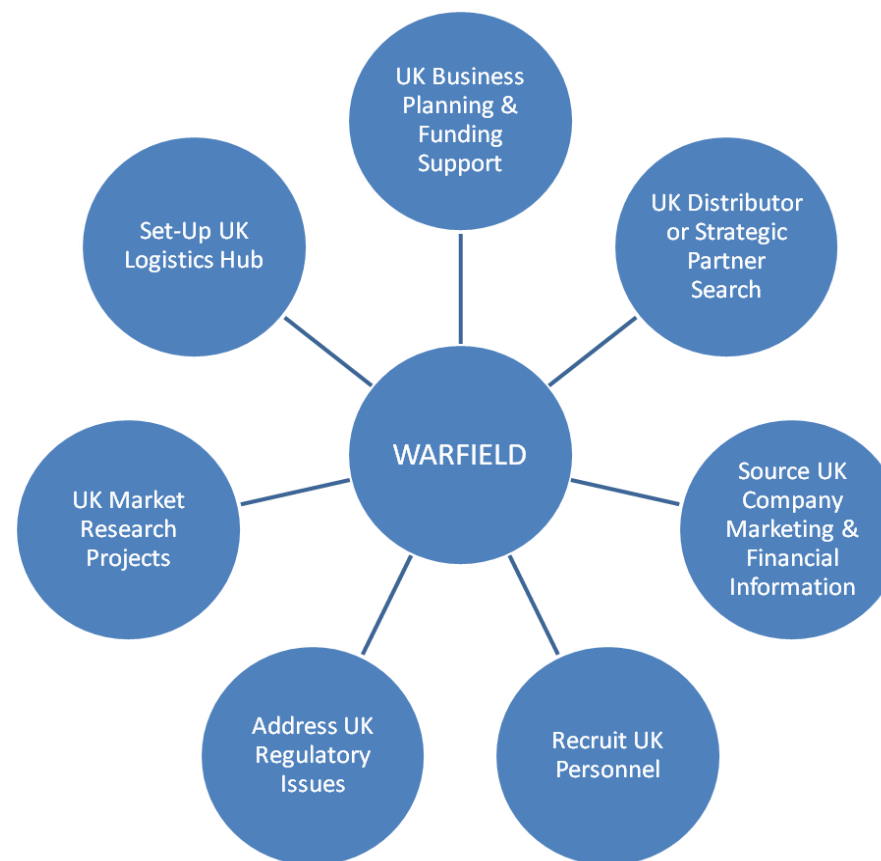 UK Business
Planning &
Funding
Support
UK Distributor
or Strategic
Partner
Search
Source UK
Company
Marketing &
Financial
Information
Recruit UK
Personnel
Address UK
Regulatory
Issues
UK Market
Research
Projects
Set-Up UK
Logistics Hub
WARFIELD